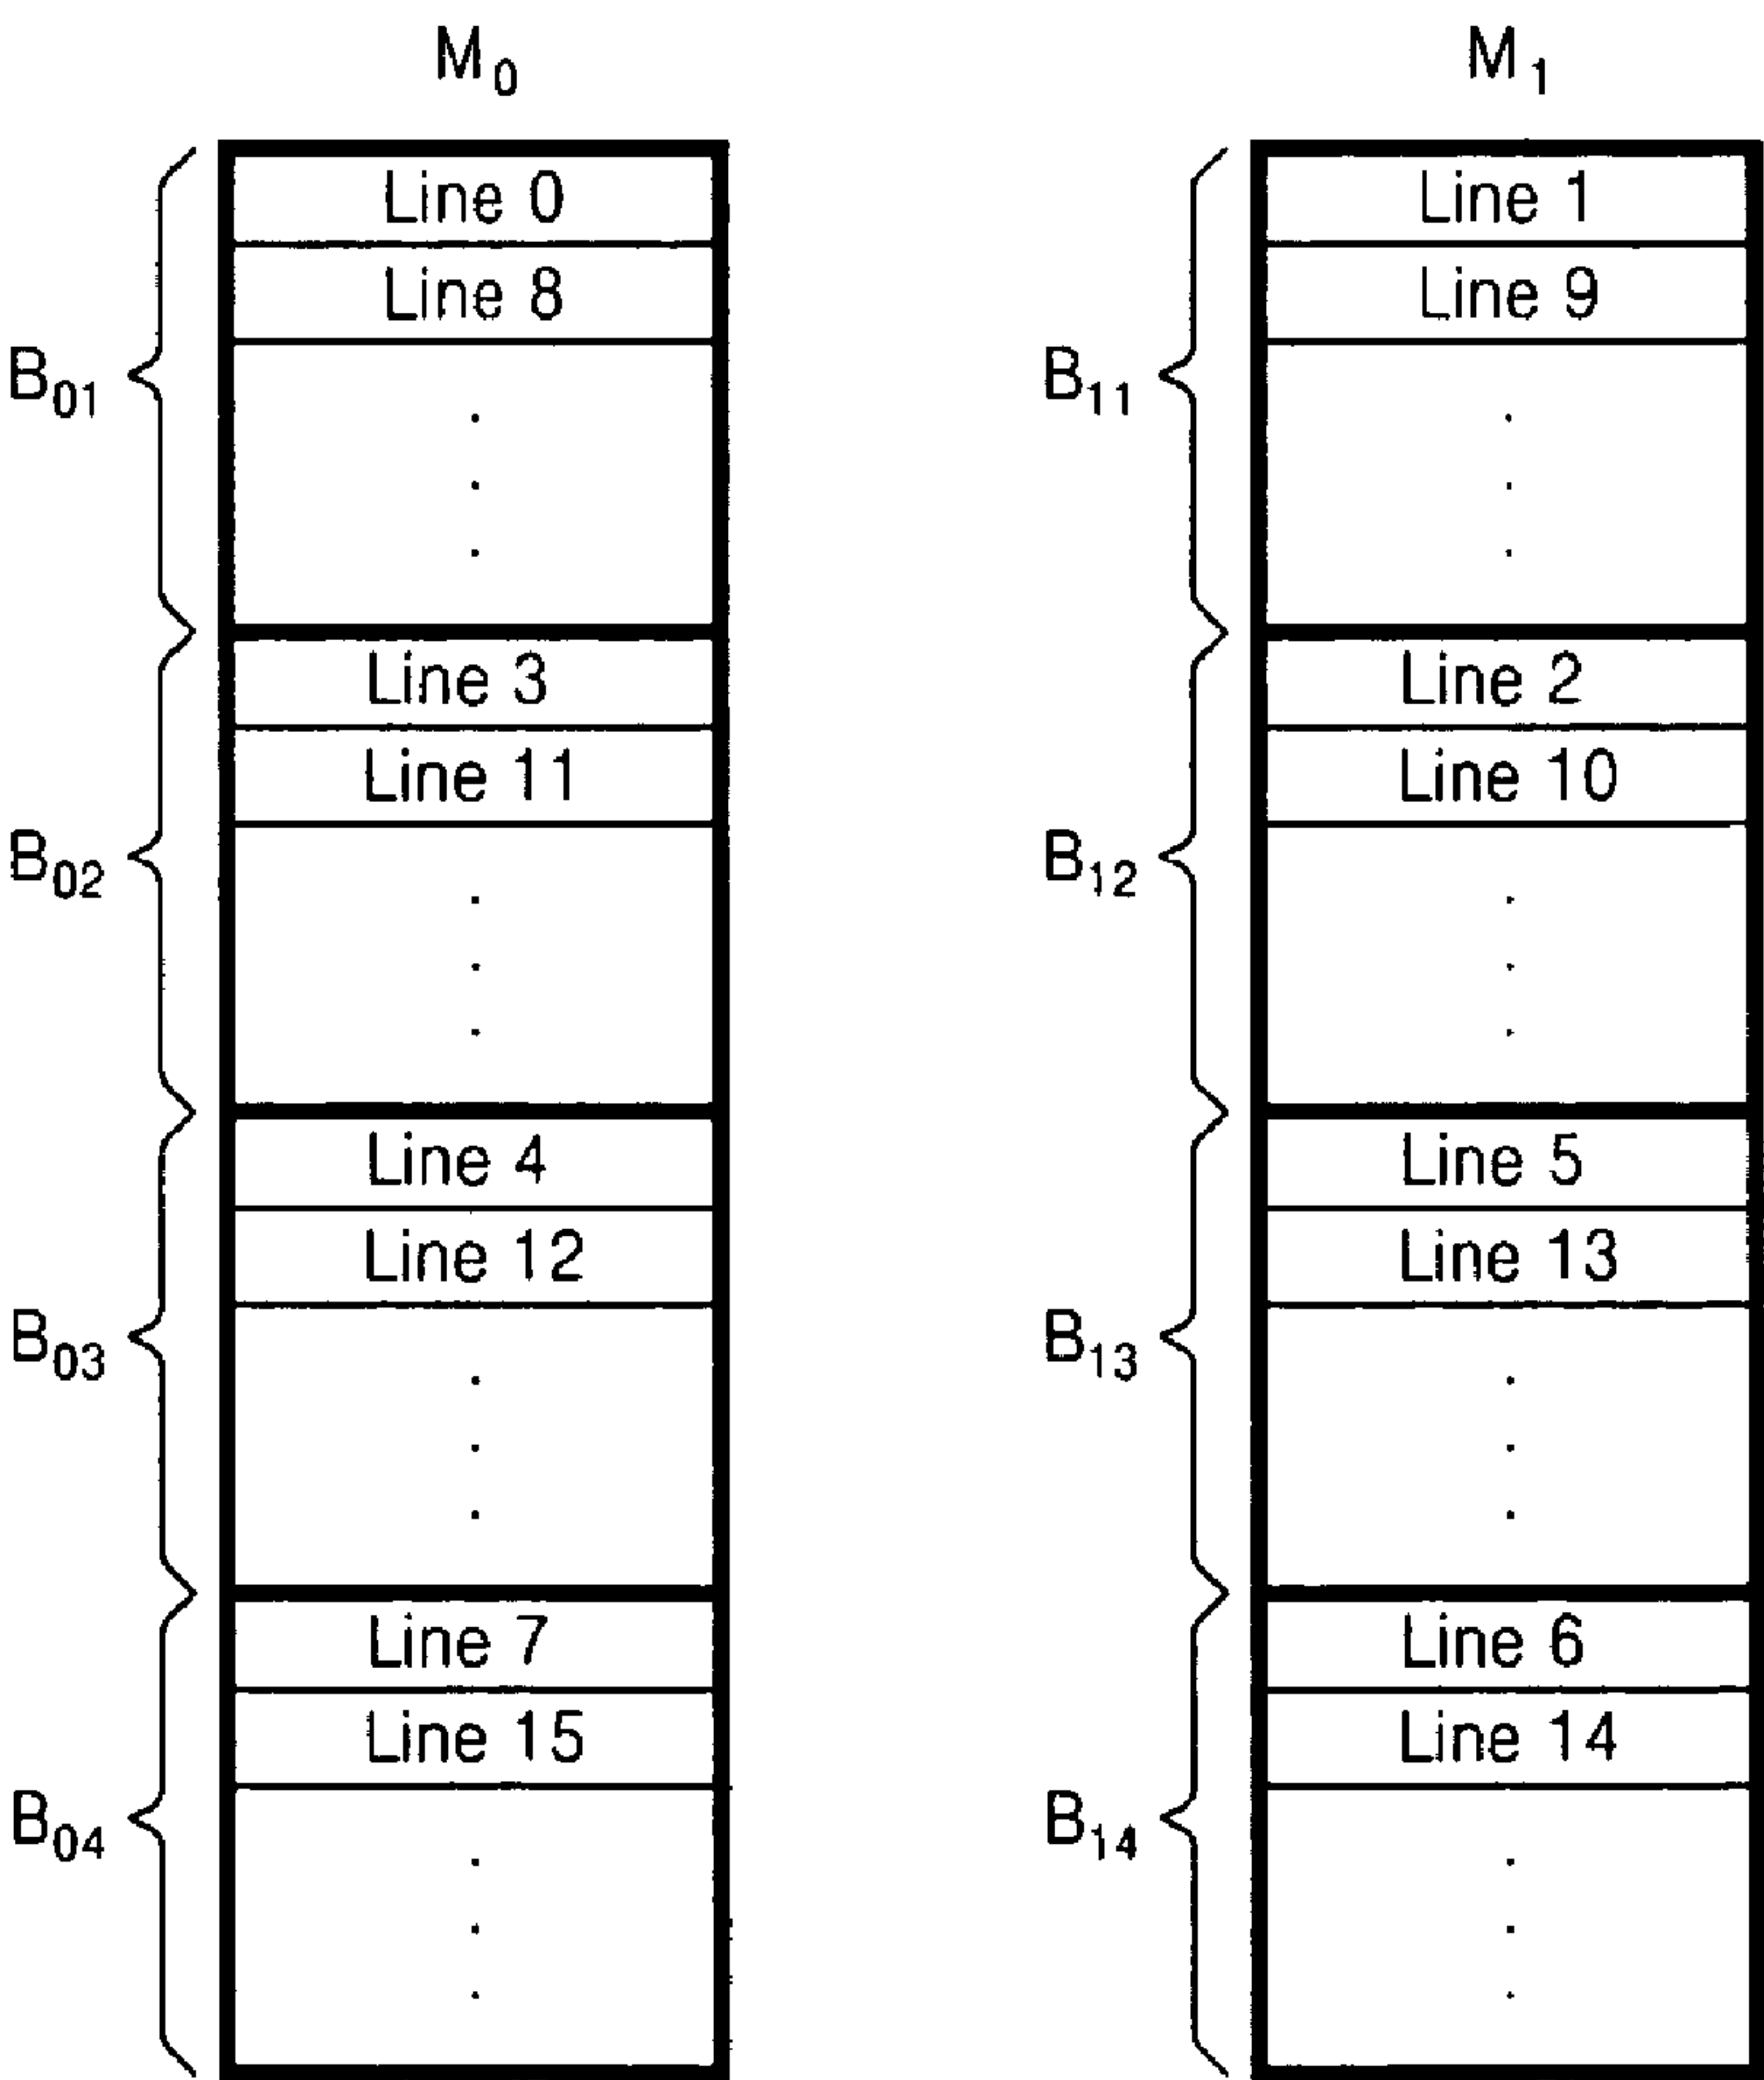 M0
Line 0
Line 8
B01
Line 3
Line 11
B02
Line 4
Line 12
B03
Line 7
Line 15
B04
M1
Line 1
Line 9
B11
Line 2
Line 10
B12
Line 5
Line 13
B13
Line 6
Line 14
B14